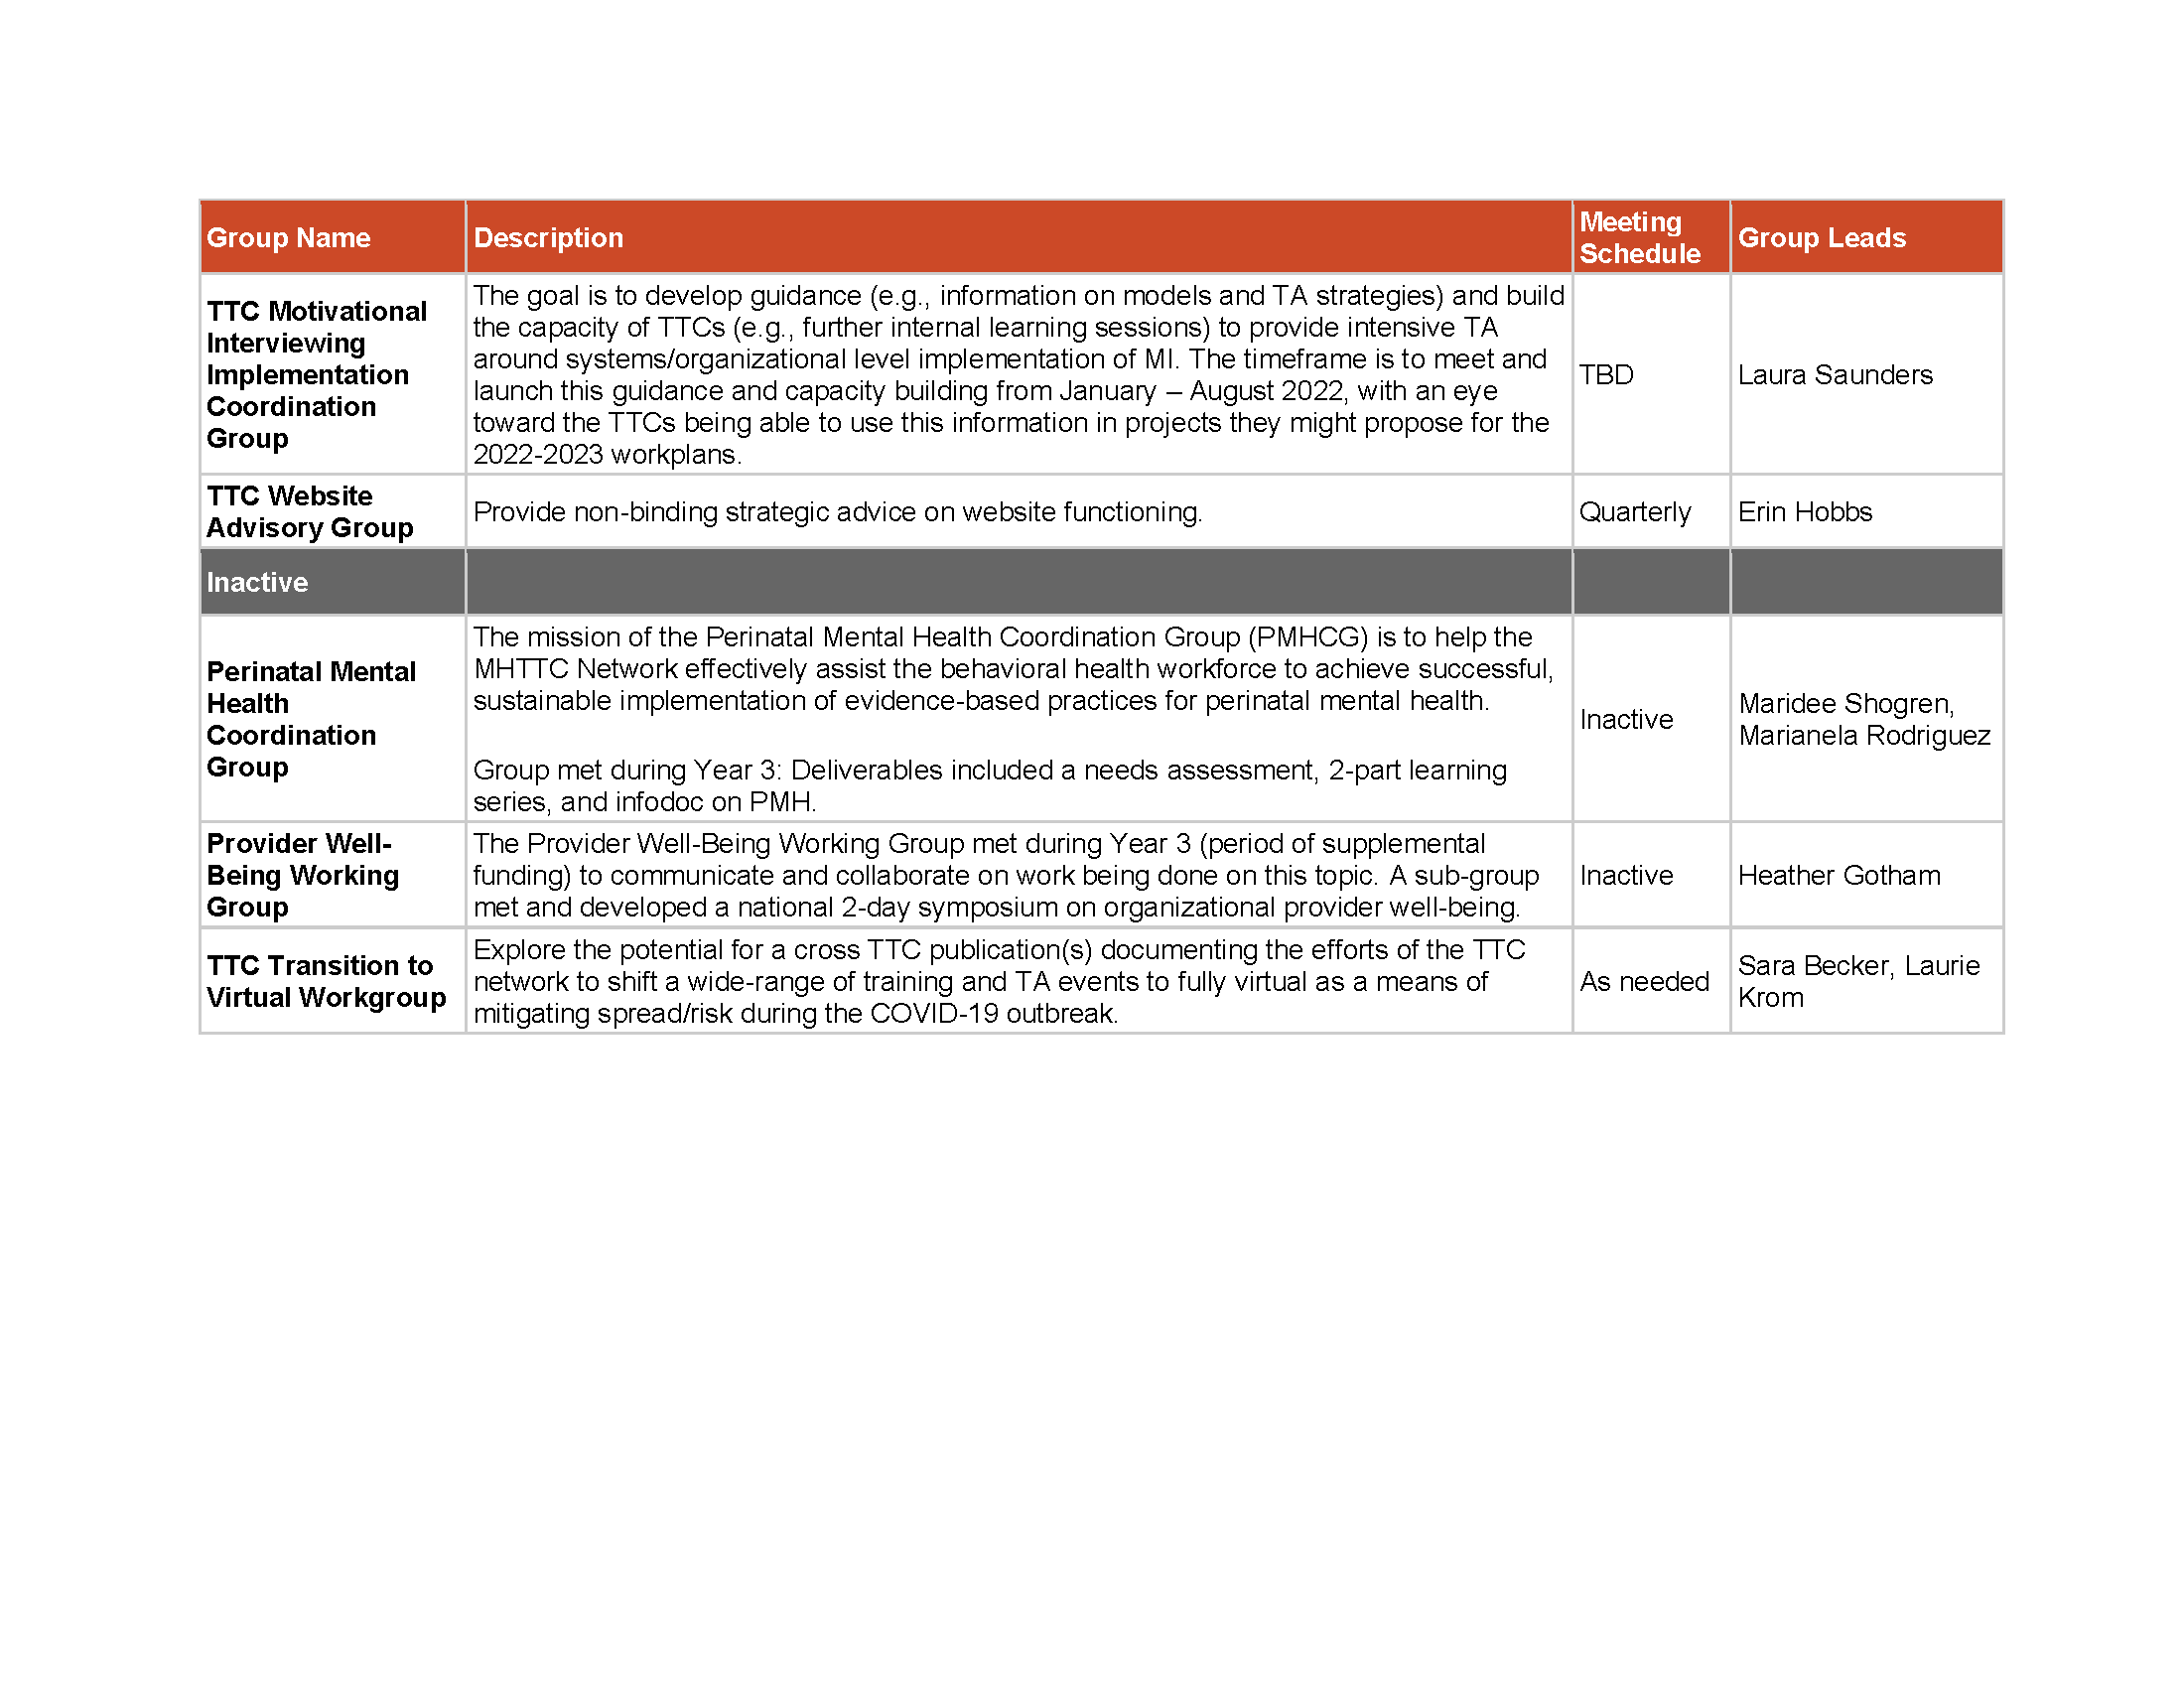 Group Name
Description
Meeting
Schedule
Group Leads
TTC Motivational
Interviewing
Implementation
Coordination
Group
The goal is to develop guidance (e.g., information on models and TA strategies) and build
the capacity of TTCs (e.g., further internal learning sessions) to provide intensive TA
around systems/organizational level implementation of MI. The timeframe is to meet and
launch this guidance and capacity building from January – August 2022, with an eye
toward the TTCs being able to use this information in projects they might propose for the
2022-2023 workplans.
TBD
Laura Saunders
TTC Website
Advisory Group
Provide non-binding strategic advice on website functioning.
Quarterly
Erin Hobbs
Inactive
Perinatal Mental
Health
Coordination
Group
The mission of the Perinatal Mental Health Coordination Group (PMHCG) is to help the
MHTTC Network effectively assist the behavioral health workforce to achieve successful,
sustainable implementation of evidence-based practices for perinatal mental health.
Group met during Year 3: Deliverables included a needs assessment, 2-part learning
series, and infodoc on PMH.
Inactive
Maridee Shogren,
Marianela Rodriguez
Provider Well-
Being Working
Group
The Provider Well-Being Working Group met during Year 3 (period of supplemental
funding) to communicate and collaborate on work being done on this topic. A sub-group
met and developed a national 2-day symposium on organizational provider well-being.
Inactive
Heather Gotham
TTC Transition to
Virtual Workgroup
Explore the potential for a cross TTC publication(s) documenting the efforts of the TTC
network to shift a wide-range of training and TA events to fully virtual as a means of
mitigating spread/risk during the COVID-19 outbreak.
As needed
Sara Becker, Laurie
Krom